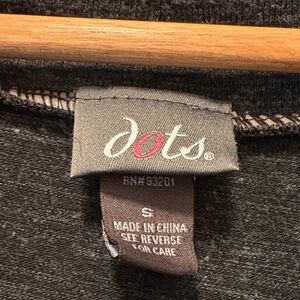 dots®
RN#93201
S
MADE IN CHINA
SEE REVERSE
FOR CARE